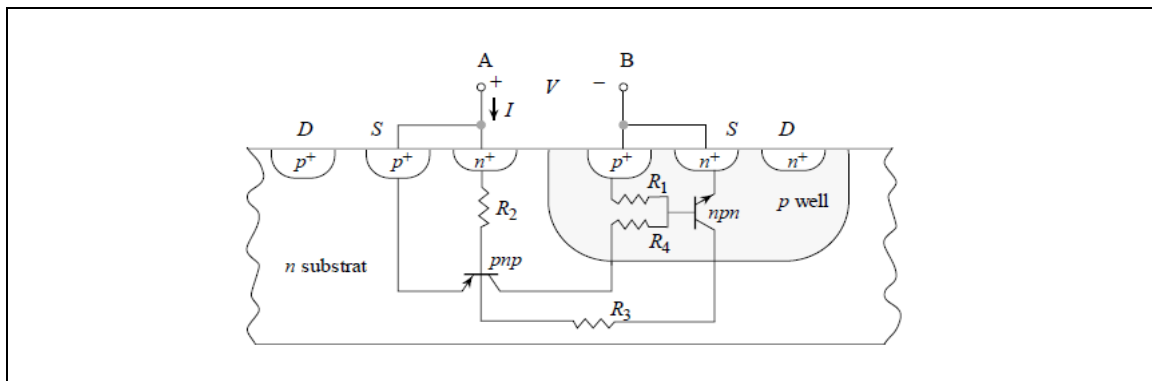 A B
+ V −
I
D S S D
p+ p+ n+ p+ n+ n+
R1
R2 npn p well
R4
n substrat pnp
R3